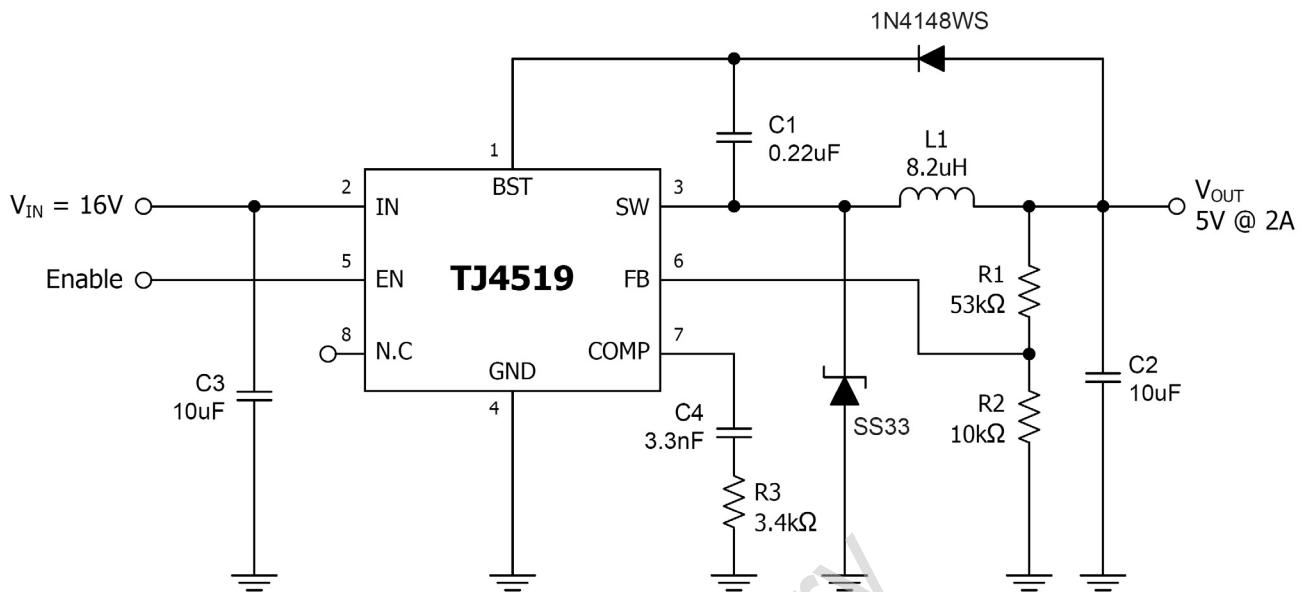 1N4148WS
C1
0.22uF
L1
8.2uH
1
BST
VIN = 16V
2
IN
SW
3
VOUT
5V @ 2A
Enable
5
EN
TJ4519
FB
6
R1
53kΩ
8
N.C
COMP
7
GND
4
C3
10uF
C4
3.3nF
SS33
R2
10kΩ
C2
10uF
R3
3.4kΩ